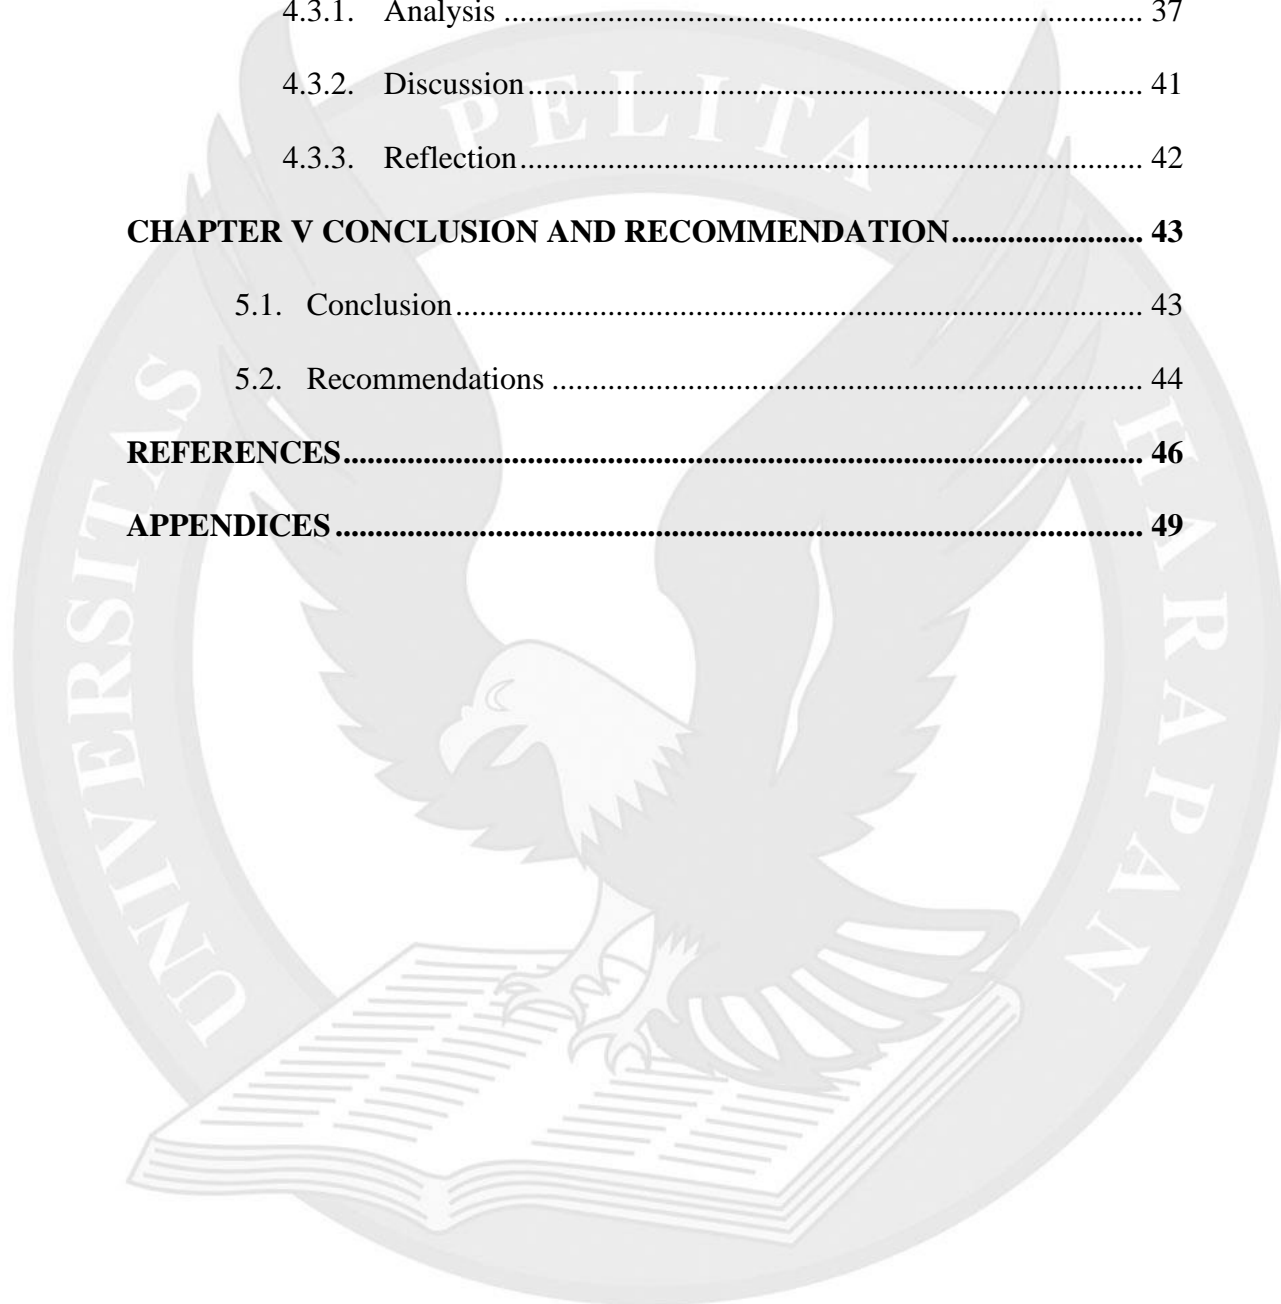 4.3.1. Analysis ................................................................................ 37
4.3.2. Discussion ............................................................................. 41
4.3.3. Reflection .............................................................................. 42
CHAPTER V CONCLUSION AND RECOMMENDATION ........................ 43
5.1. Conclusion ...................................................................................... 43
5.2. Recommendations .......................................................................... 44
REFERENCES .................................................................................................... 46
APPENDICES ..................................................................................................... 49
UNIVERSITAS PELITA HARAPAN